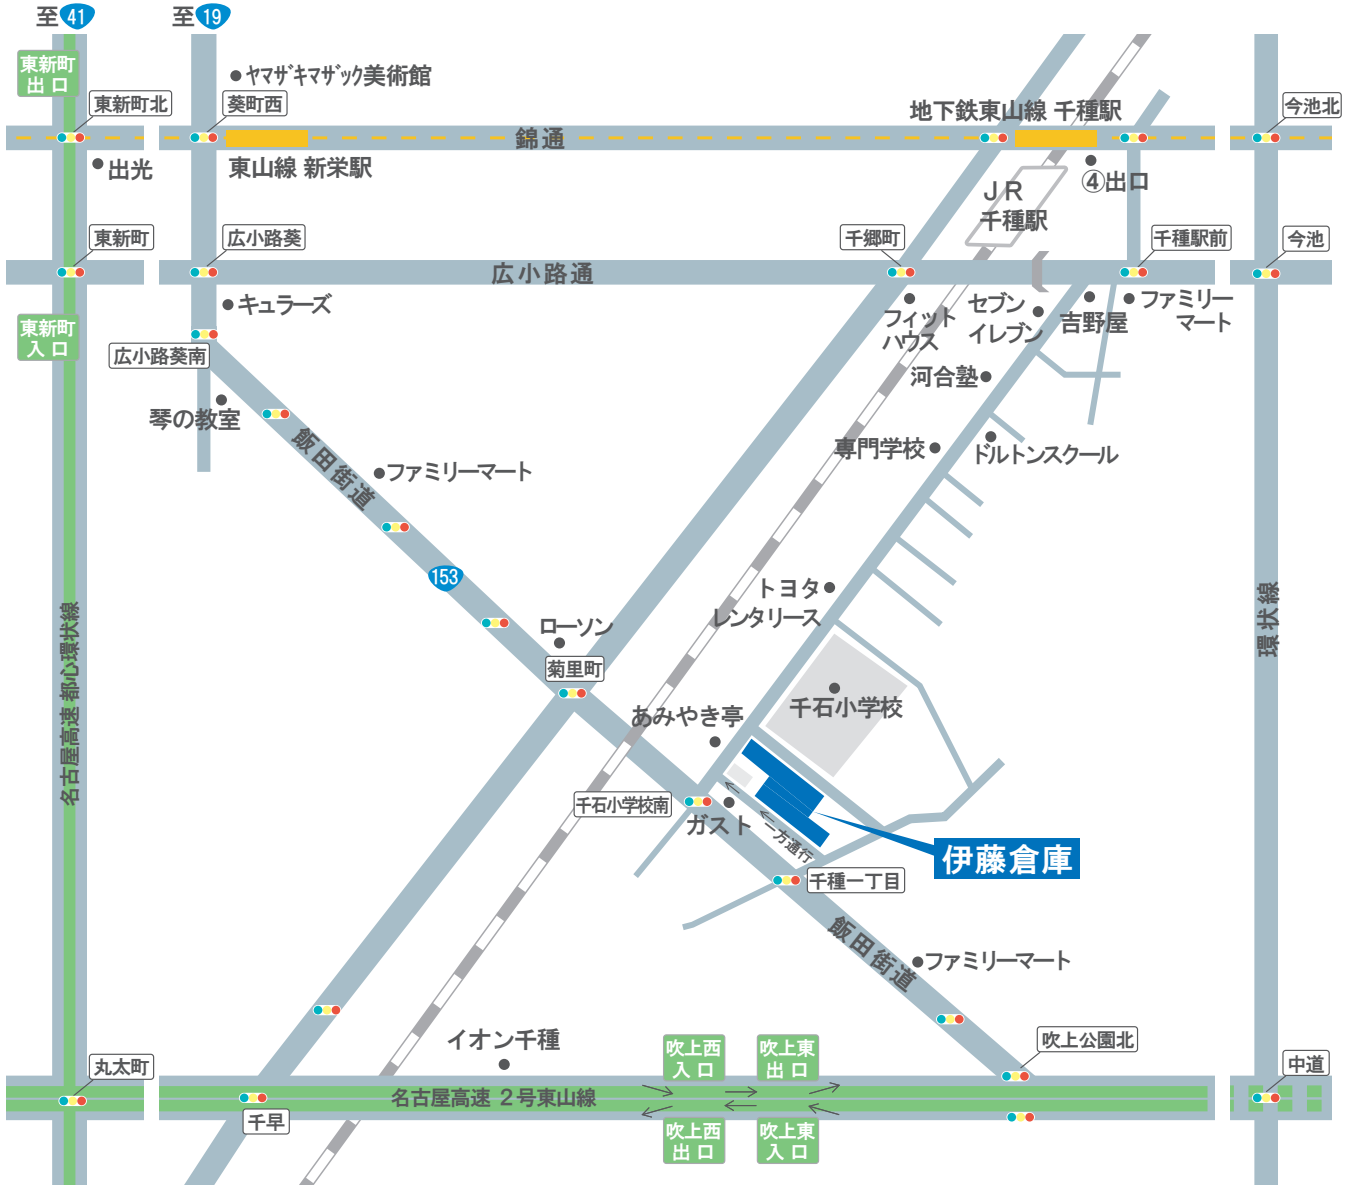 至 41
至 19
東新町
出 口
ヤマザキマザック美術館
東新町北
葵町西
地下鉄東山線 千種駅
今池北
錦通
出光
東山線 新栄駅
④出口
ＪＲ
千種駅
東新町
広小路葵
千郷町
千種駅前
今池
広小路通
キュラーズ
フィット
ハウス
セブン
イレブン
吉野屋
ファミリー
マート
東新町
入 口
広小路葵南
河合塾
琴の教室
飯田街道
専門学校
ドルトンスクール
ファミリーマート
153
トヨタ
レンタリース
ローソン
菊里町
環状線
名古屋高速 都心環状線
千石小学校
あみやき亭
千石小学校南
ガスト
一方通行
伊藤倉庫
千種一丁目
飯田街道
ファミリーマート
イオン千種
吹上西
入 口
吹上東
出 口
吹上公園北
丸太町
中道
名古屋高速 ２号東山線
千早
吹上西
出 口
吹上東
入 口